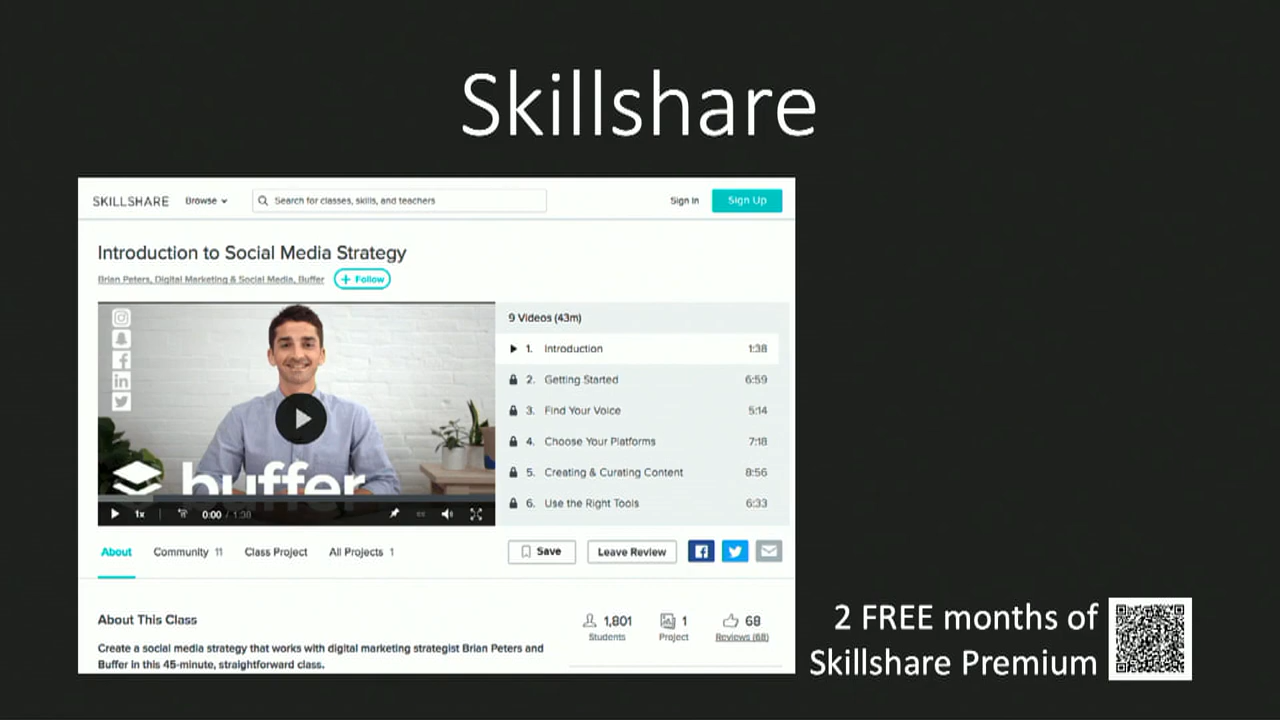 Skillshare
SKILLSHARE
Browse
Search for classes, skills, and teachers
Sign In
Sign Up
Introduction to Social Media Strategy
Brian Peters, Digital Marketing & Social Media, Buffer
+ Follow
buffer
9 Videos (43m)
1. Introduction 1:38
2. Getting Started 6:59
3. Find Your Voice 5:14
4. Choose Your Platforms 7:18
5. Creating & Curating Content 8:56
6. Use the Right Tools 6:33
1x
0:00 / 1:30
About
Community 11
Class Project
All Projects 1
Save
Leave Review
About This Class
1,801
Students
1
Project
68
Reviews (68)
Create a social media strategy that works with digital marketing strategist Brian Peters and
Buffer in this 45-minute, straightforward class.
2 FREE months of
Skillshare Premium